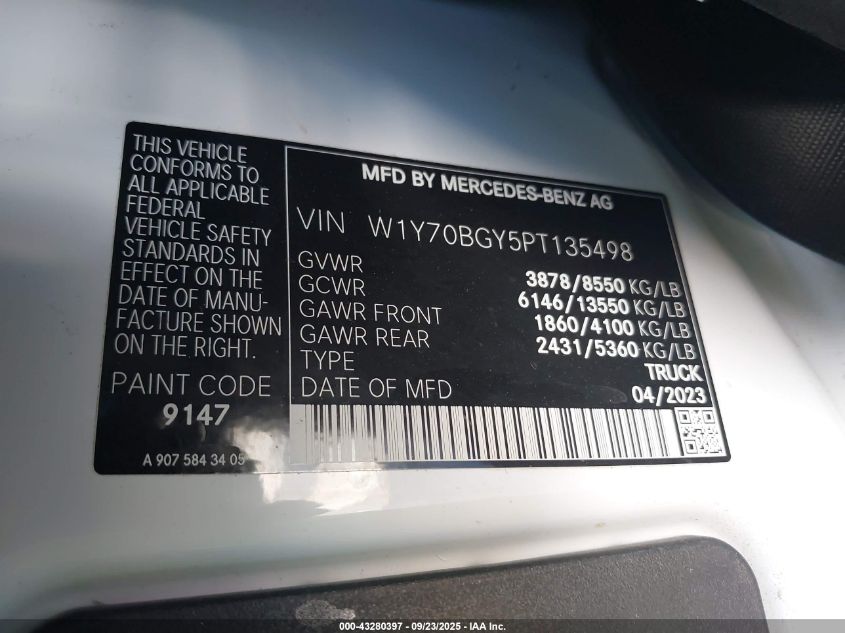 THIS VEHICLE
CONFORMS TO
ALL APPLICABLE
FEDERAL
VEHICLE SAFETY
STANDARDS IN
EFFECT ON THE
DATE OF MANU-
FACTURE SHOWN
ON THE RIGHT.
PAINT CODE
9147
A 907 584 34 05
MFD BY MERCEDES-BENZ AG
VIN W1Y70BGY5PT135498
GVWR 3878/8550 KG/LB
GCWR 6146/13550 KG/LB
GAWR FRONT 1860/4100 KG/LB
GAWR REAR 2431/5360 KG/LB
TYPE TRUCK
DATE OF MFD 04/2023
000-43280397 - 09/23/2025 - IAA Inc.